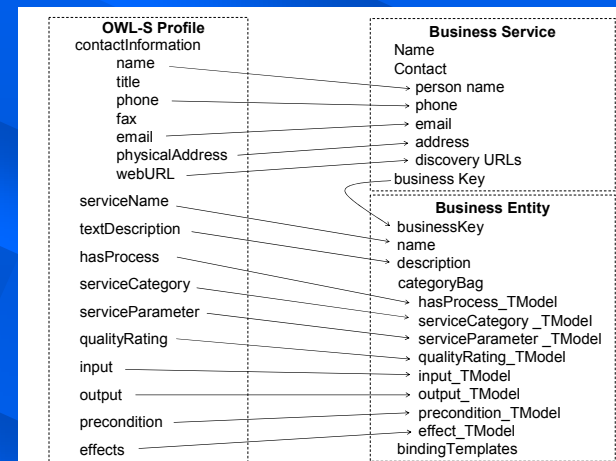 OWL-S Profile
contactInformation
name
title
phone
fax
email
physicalAddress
webURL
serviceName
textDescription
hasProcess
serviceCategory
serviceParameter
qualityRating
input
output
precondition
effects
Business Service
Name
Contact
person name
phone
email
address
discovery URLs
business Key
Business Entity
businessKey
name
description
categoryBag
hasProcess_TModel
serviceCategory _TModel
serviceParameter _TModel
qualityRating_TModel
input_TModel
output_TModel
precondition_TModel
effect_TModel
bindingTemplates